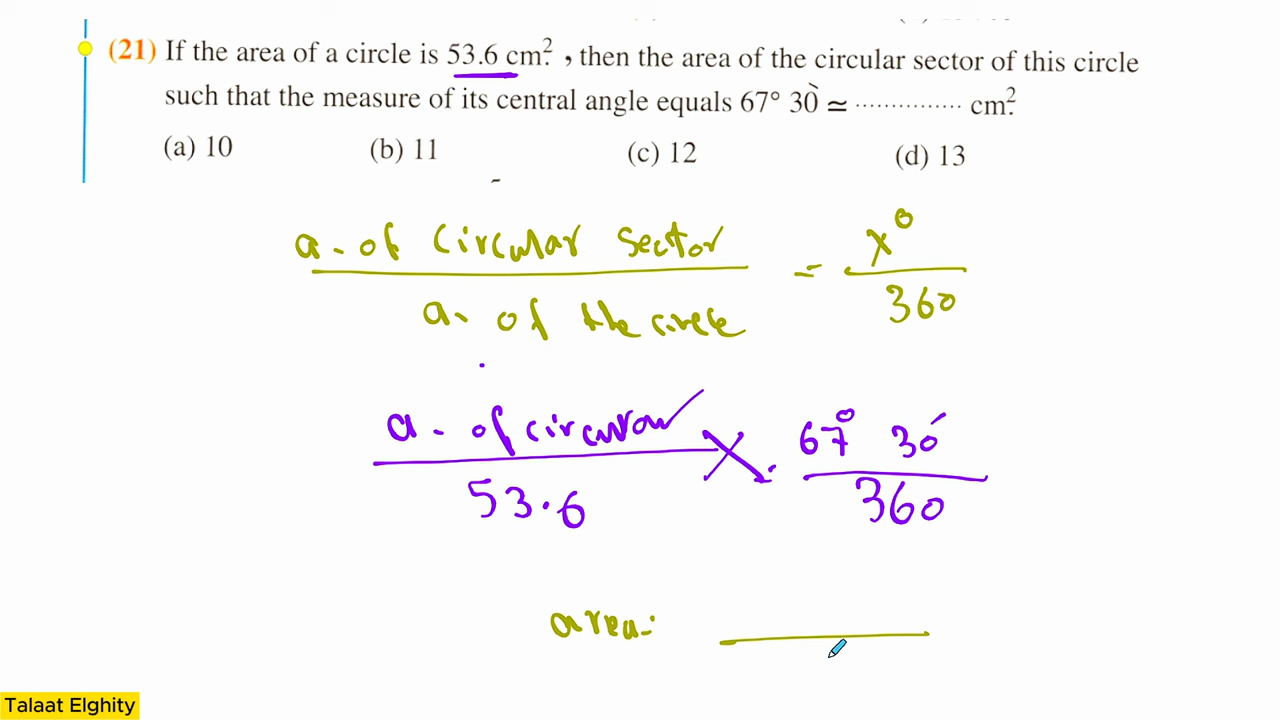 (21) If the area of a circle is 53.6 cm², then the area of the circular sector of this circle
such that the measure of its central angle equals 67° 30` ≃ ............... cm²
(a) 10 (b) 11 (c) 12 (d) 13
a. of circular sector = x°
a. of the circle 360
a. of circular 67° 30'
53.6 360
area=
Talaat Elghity